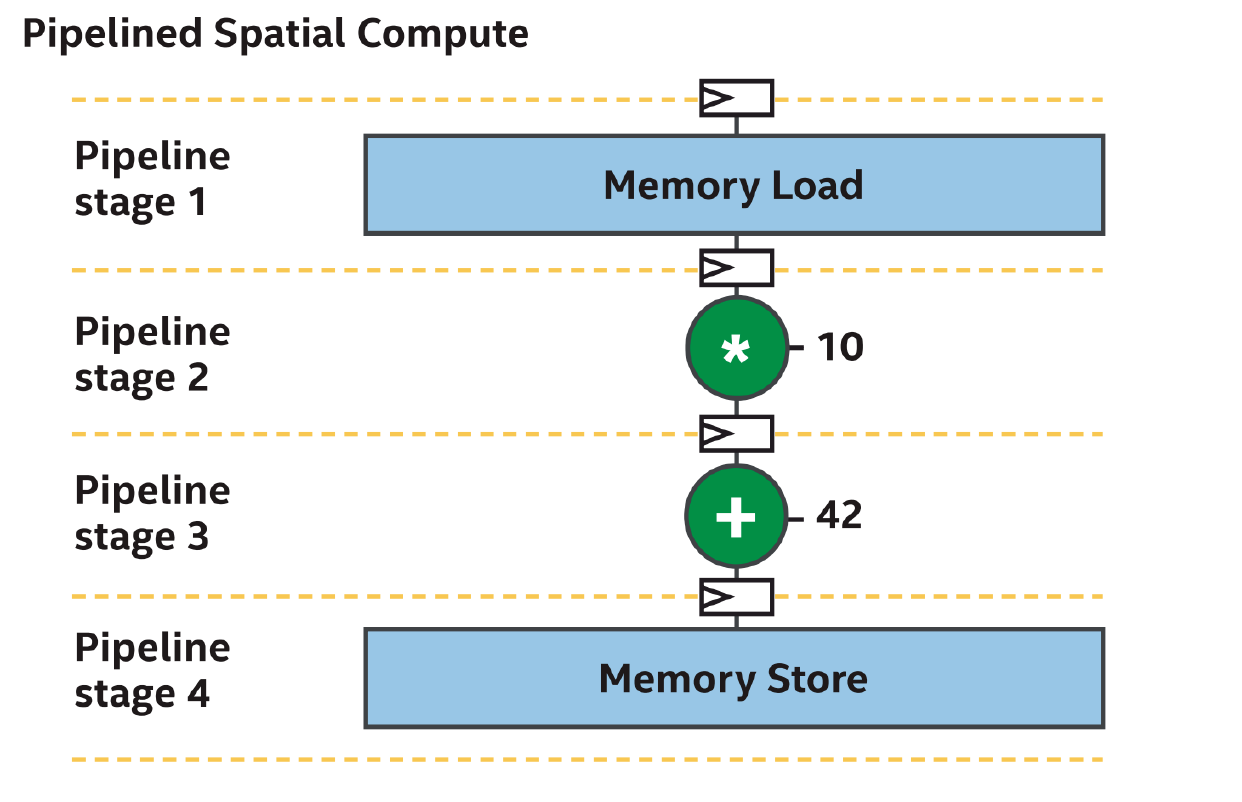 Pipelined Spatial Compute
Pipeline
stage 1
Memory Load
Pipeline
stage 2
*
10
Pipeline
stage 3
+
42
Pipeline
stage 4
Memory Store